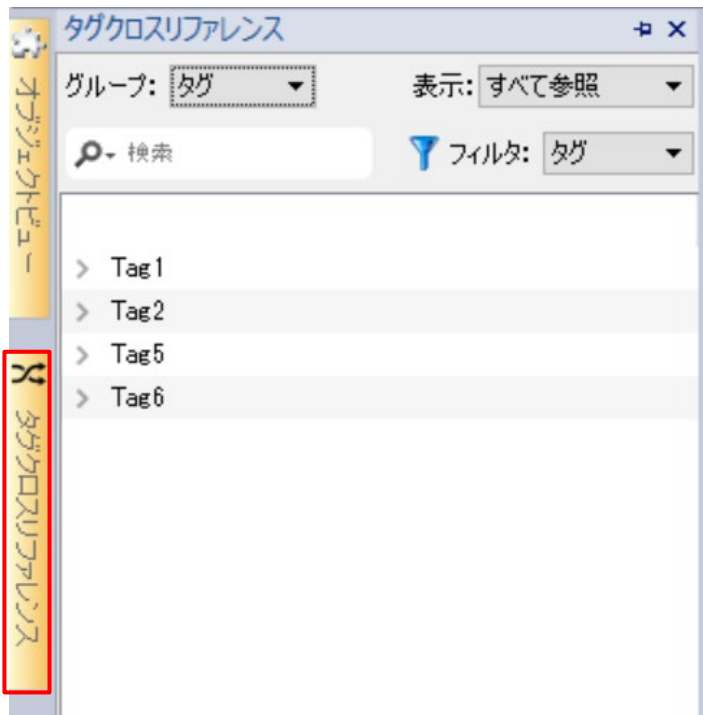 タグクロスリファレンス
グループ: タグ
表示: すべて参照
検索
フィルタ: タグ
Tag1
Tag2
Tag5
Tag6
オブジェクトビュー
タグクロスリファレンス